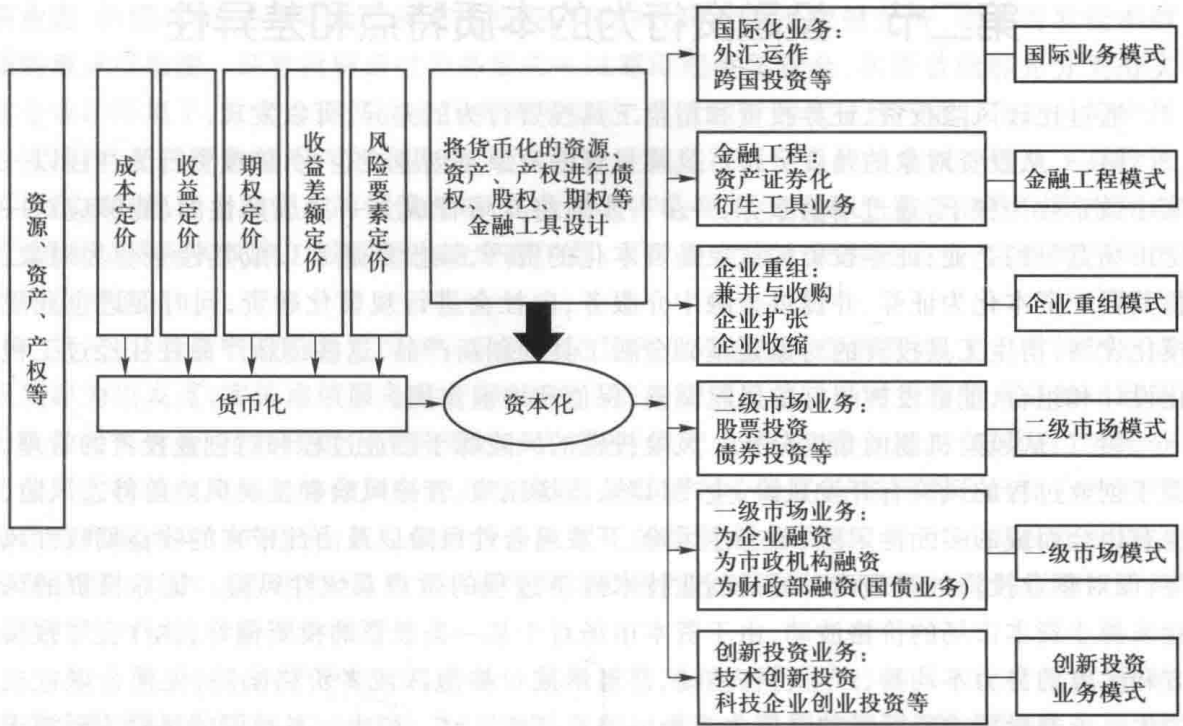 资源 资产 产权等
成本定价
收益定价
期权定价
收益差额定价
风险要素定价
货币化
将货币化的资源、
资产、产权进行债
权、股权、期权等
金融工具设计
资本化
国际化业务:
外汇运作
跨国投资等
国际业务模式
金融工程:
资产证券化
衍生工具业务
金融工程模式
企业重组:
兼并与收购
企业扩张
企业收缩
企业重组模式
二级市场业务:
股票投资
债券投资等
二级市场模式
一级市场业务:
为企业融资
为市政机构融资
为财政部融资(国债业务)
一级市场模式
创新投资业务:
技术创新投资
科技企业创业投资等
创新投资
业务模式